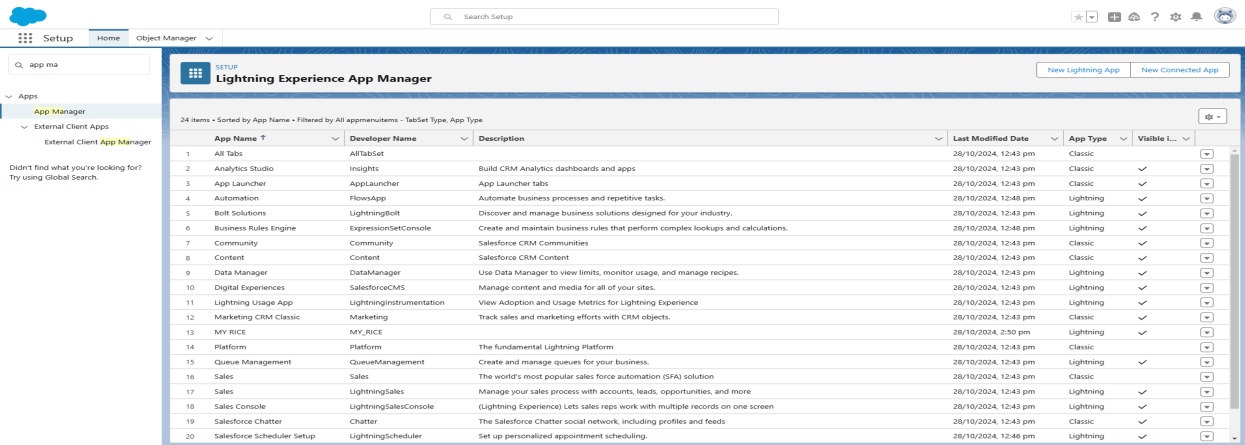 Search Setup
Setup Home Object Manager
app ma
Apps
App Manager
External Client Apps
External Client App Manager
Didn't find what you're looking for?
Try using Global Search.
SETUP
Lightning Experience App Manager
New Lightning App New Connected App
24 items • Sorted by App Name • Filtered by All appmenuitems - TabSet Type, App Type
App Name ↑ Developer Name Description Last Modified Date App Type Visible i...
1 All Tabs AllTabSet 28/10/2024, 12:43 pm Classic
2 Analytics Studio Insights Build CRM Analytics dashboards and apps 28/10/2024, 12:43 pm Classic ✓
3 App Launcher AppLauncher App Launcher tabs 28/10/2024, 12:43 pm Classic ✓
4 Automation FlowsApp Automate business processes and repetitive tasks. 28/10/2024, 12:48 pm Lightning ✓
5 Bolt Solutions LightningBolt Discover and manage business solutions designed for your industry. 28/10/2024, 12:43 pm Lightning ✓
6 Business Rules Engine ExpressionSetConsole Create and maintain business rules that perform complex lookups and calculations. 28/10/2024, 12:48 pm Lightning ✓
7 Community Community Salesforce CRM Communities 28/10/2024, 12:43 pm Classic ✓
8 Content Content Salesforce CRM Content 28/10/2024, 12:43 pm Classic ✓
9 Data Manager DataManager Use Data Manager to view limits, monitor usage, and manage recipes. 28/10/2024, 12:43 pm Lightning ✓
10 Digital Experiences SalesforceCMS Manage content and media for all of your sites. 28/10/2024, 12:43 pm Lightning ✓
11 Lightning Usage App LightningInstrumentation View Adoption and Usage Metrics for Lightning Experience 28/10/2024, 12:43 pm Lightning ✓
12 Marketing CRM Classic Marketing Track sales and marketing efforts with CRM objects. 28/10/2024, 12:43 pm Classic ✓
13 MY RICE MY_RICE 28/10/2024, 2:50 pm Lightning ✓
14 Platform Platform The fundamental Lightning Platform 28/10/2024, 12:43 pm Classic
15 Queue Management QueueManagement Create and manage queues for your business. 28/10/2024, 12:43 pm Lightning ✓
16 Sales Sales The world's most popular sales force automation (SFA) solution 28/10/2024, 12:43 pm Classic
17 Sales LightningSales Manage your sales process with accounts, leads, opportunities, and more 28/10/2024, 12:43 pm Lightning ✓
18 Sales Console LightningSalesConsole (Lightning Experience) Lets sales reps work with multiple records on one screen 28/10/2024, 12:43 pm Lightning ✓
19 Salesforce Chatter Chatter The Salesforce Chatter social network, including profiles and feeds 28/10/2024, 12:43 pm Classic ✓
20 Salesforce Scheduler Setup LightningScheduler Set up personalized appointment scheduling. 28/10/2024, 12:46 pm Lightning ✓